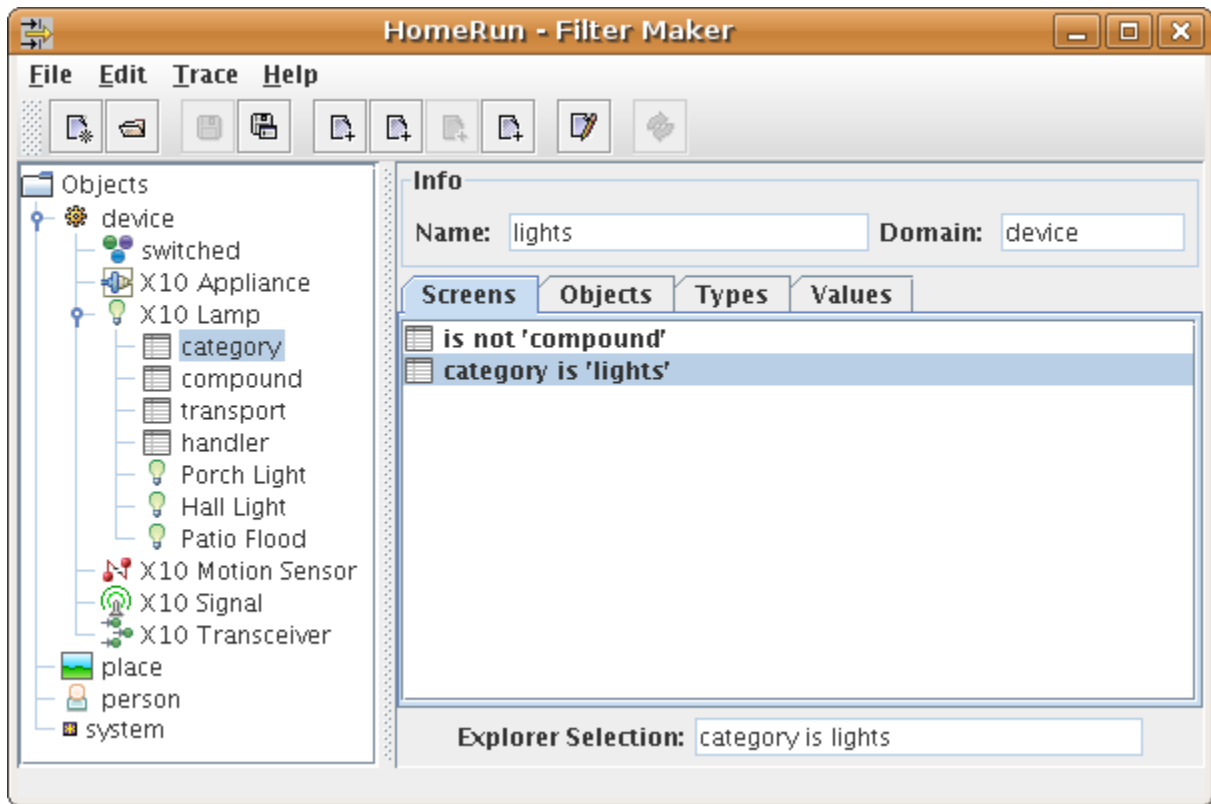 HomeRun - Filter Maker
File Edit Trace Help
Objects
device
switched
X10 Appliance
X10 Lamp
category
compound
transport
handler
Porch Light
Hall Light
Patio Flood
X10 Motion Sensor
X10 Signal
X10 Transceiver
place
person
system
Info
Name: lights Domain: device
Screens Objects Types Values
is not 'compound'
category is 'lights'
Explorer Selection: category is lights